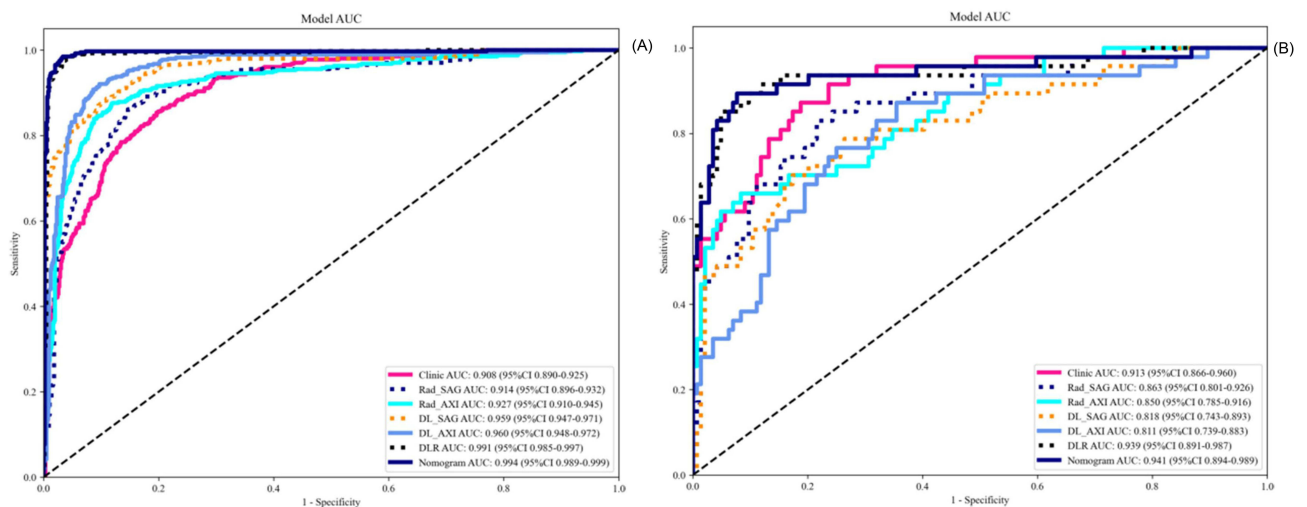 Model AUC
(A)
1.0
0.8
0.6
0.4
0.2
0.0
Sensitivity
Clinic AUC: 0.908 (95%CI 0.890-0.925)
Rad_SAG AUC: 0.914 (95%CI 0.896-0.932)
Rad_AXI AUC: 0.927 (95%CI 0.910-0.945)
DL_SAG AUC: 0.959 (95%CI 0.947-0.971)
DL_AXI AUC: 0.960 (95%CI 0.948-0.972)
DLR AUC: 0.991 (95%CI 0.985-0.997)
Nomogram AUC: 0.994 (95%CI 0.989-0.999)
0.0 0.2 0.4 0.6 0.8 1.0
1 - Specificity
Model AUC
(B)
1.0
0.8
0.6
0.4
0.2
0.0
Sensitivity
Clinic AUC: 0.913 (95%CI 0.866-0.960)
Rad_SAG AUC: 0.863 (95%CI 0.801-0.926)
Rad_AXI AUC: 0.850 (95%CI 0.785-0.916)
DL_SAG AUC: 0.818 (95%CI 0.743-0.893)
DL_AXI AUC: 0.811 (95%CI 0.739-0.883)
DLR AUC: 0.939 (95%CI 0.891-0.987)
Nomogram AUC: 0.941 (95%CI 0.894-0.989)
0.0 0.2 0.4 0.6 0.8 1.0
1 - Specificity